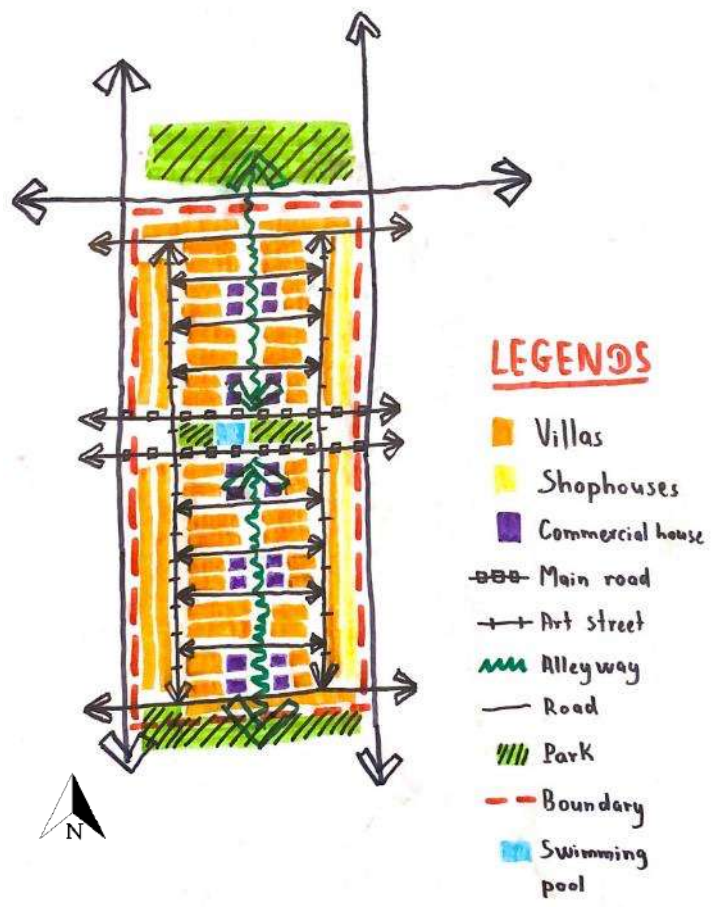 LEGENDS
Villas
Shophouses
Commercial house
Main road
Art street
Alleyway
Road
Park
Boundary
Swimming
pool
N